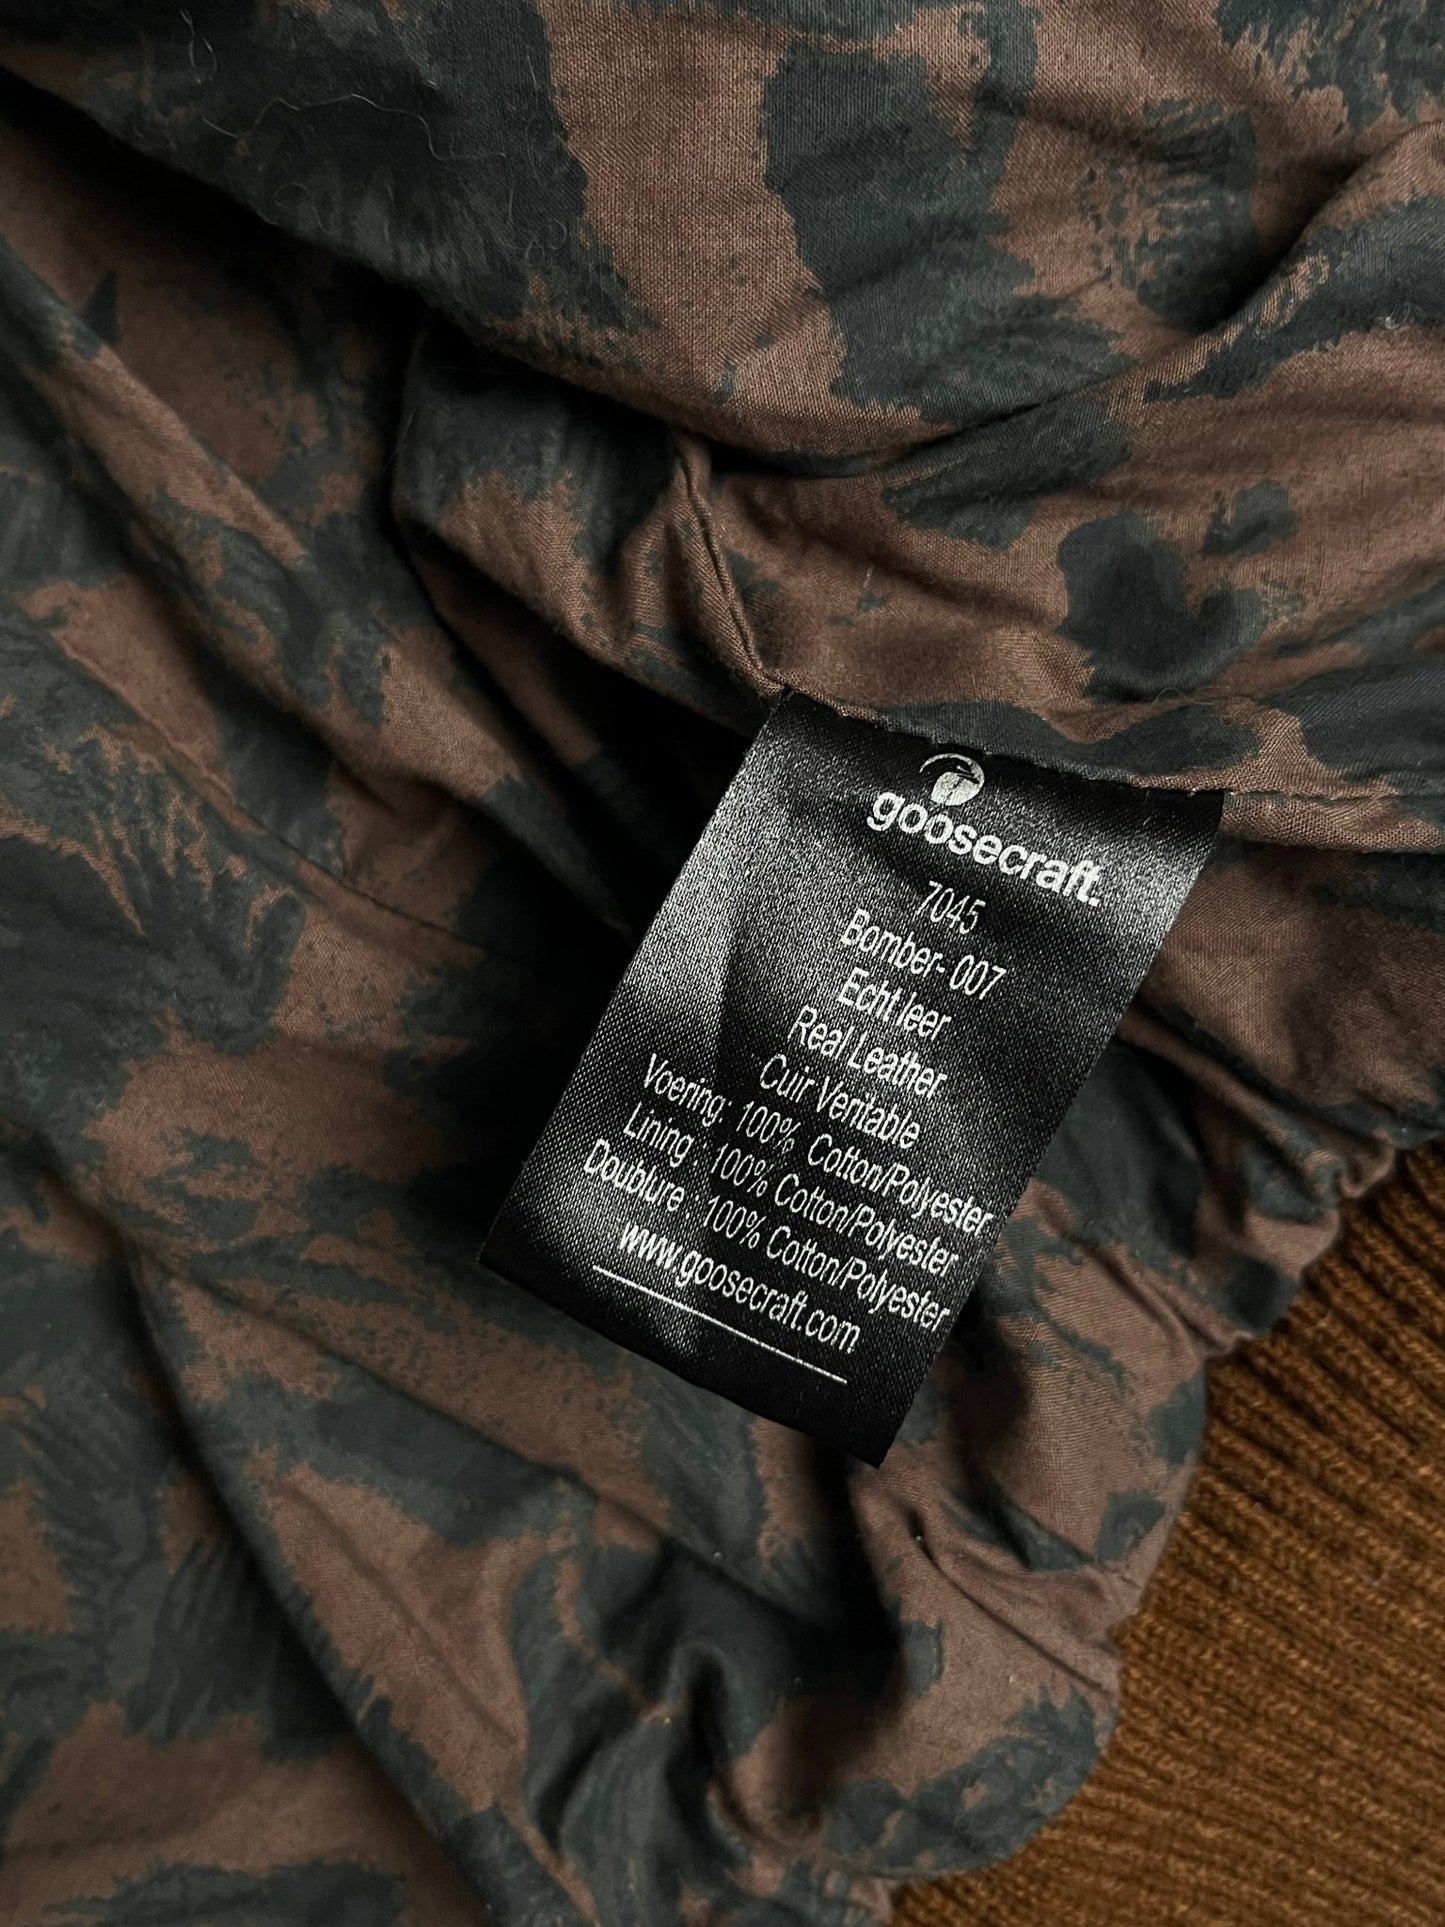 goosecraft.
7045
Bomber- 007
Echt leer
Real Leather
Cuir Veritable
Voering: 100% Cotton/Polyester
Lining : 100% Cotton/Polyester
Doublure : 100% Cotton/Polyester
www.goosecraft.com